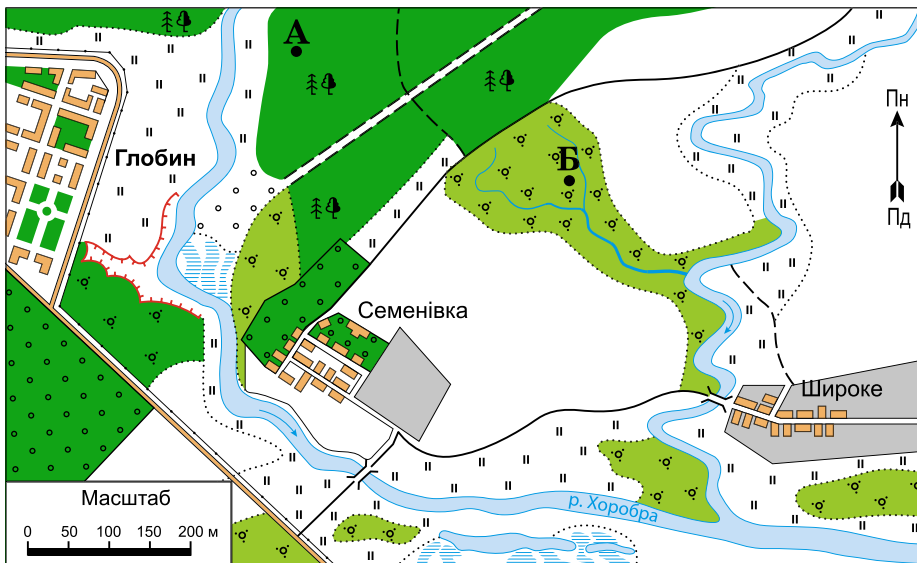 А
Пн
Глобин
Б
Пд
Семенівка
Широке
Масштаб
0 50 100 150 200 м
р. Хоробра